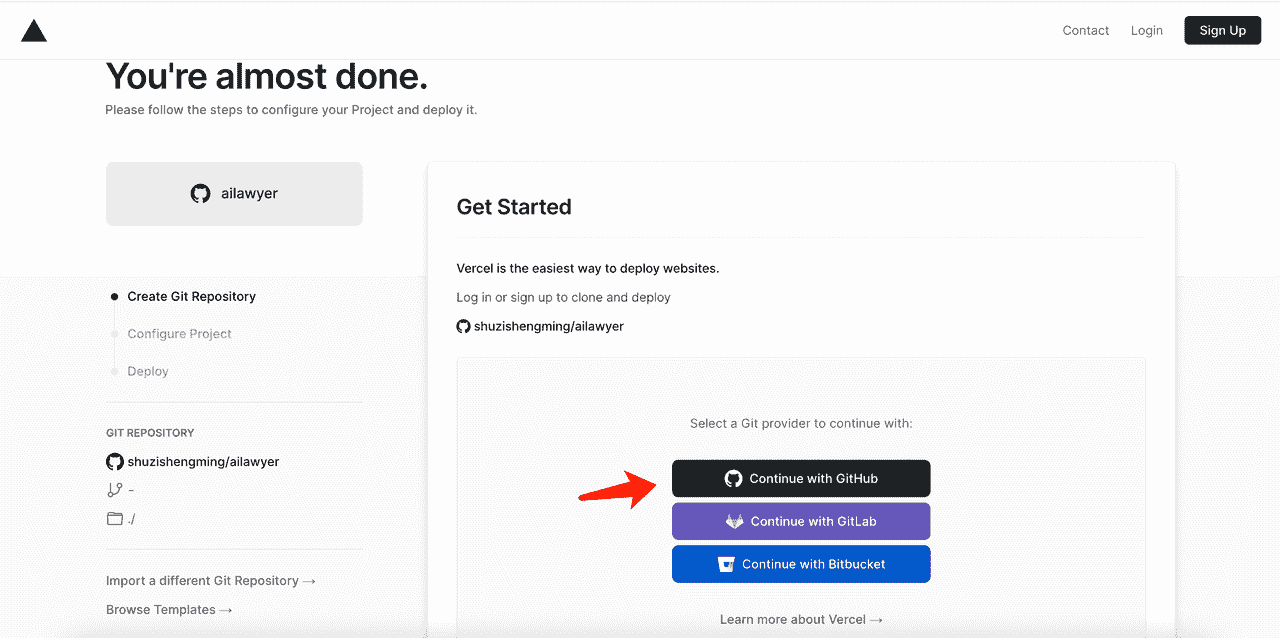 Contact
Login
Sign Up
You're almost done.
Please follow the steps to configure your Project and deploy it.
ailawyer
Create Git Repository
Configure Project
Deploy
GIT REPOSITORY
shuzishengming/ailawyer
-
./
Import a different Git Repository →
Browse Templates →
Get Started
Vercel is the easiest way to deploy websites.
Log in or sign up to clone and deploy
shuzishengming/ailawyer
Select a Git provider to continue with:
Continue with GitHub
Continue with GitLab
Continue with Bitbucket
Learn more about Vercel →